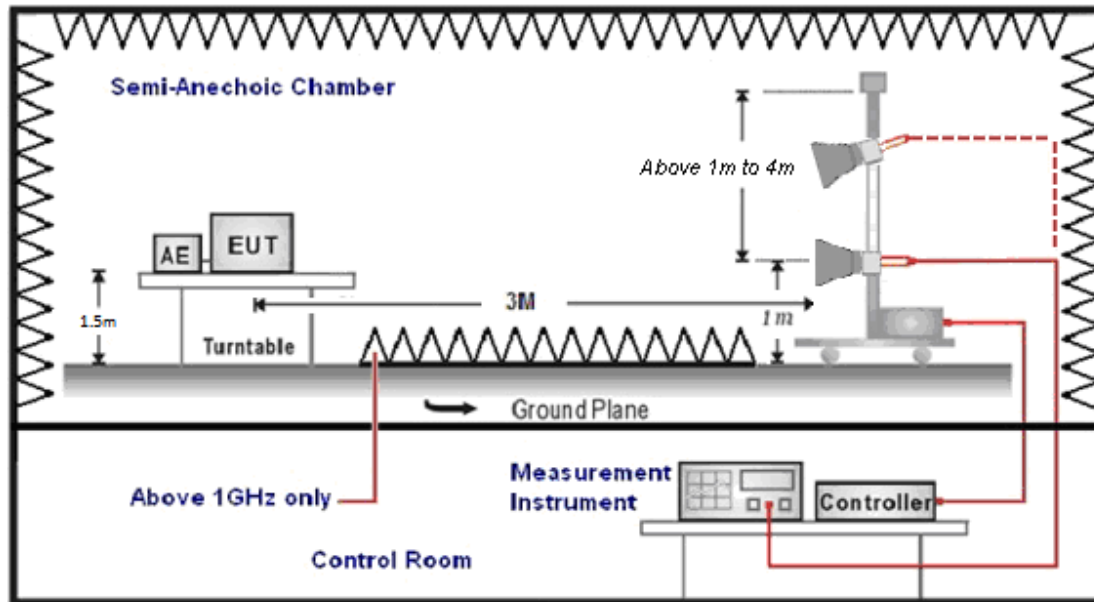 Semi-Anechoic Chamber
Above 1m to 4m
AE
EUT
3M
1m
1.5m
Turntable
Ground Plane
Above 1GHz only
Measurement
Instrument
Controller
Control Room